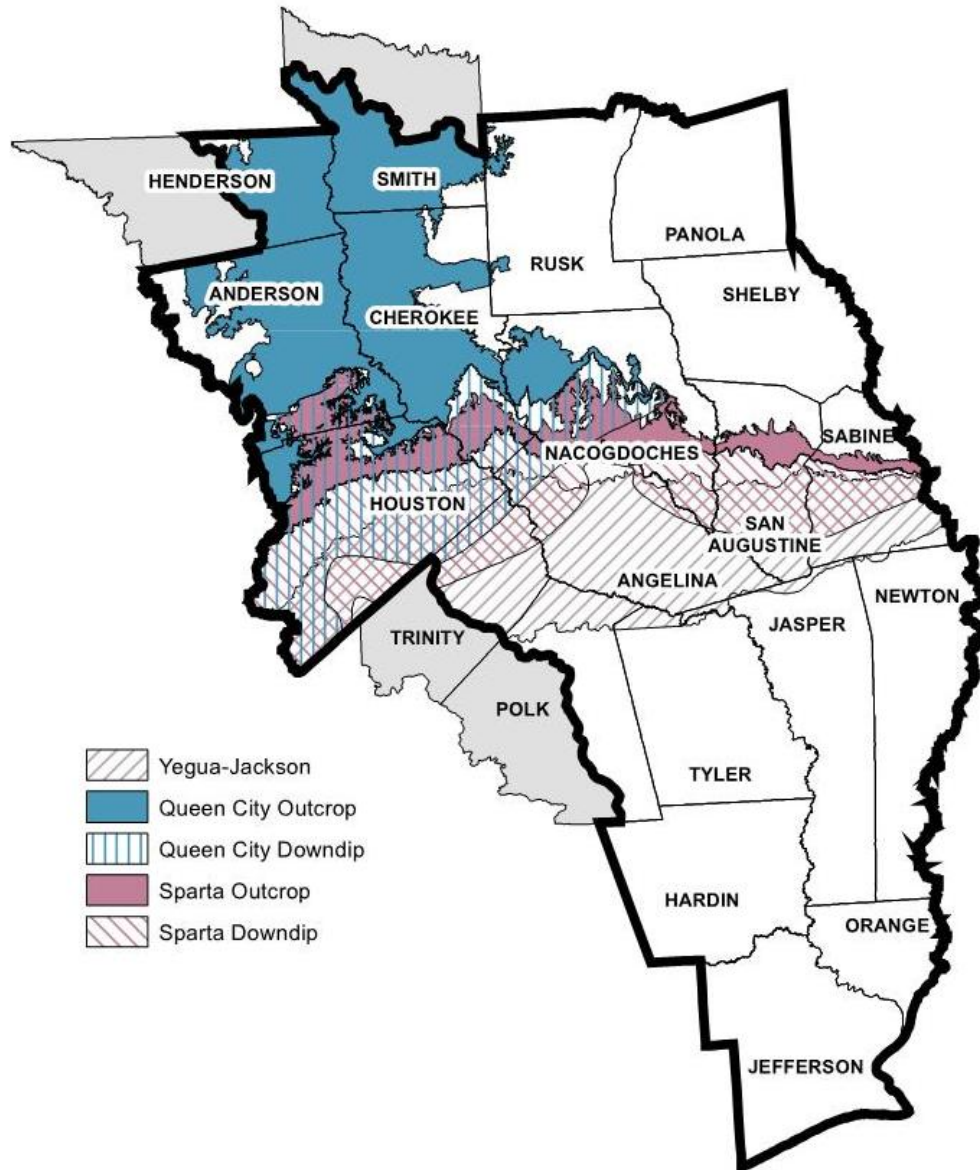 HENDERSON
SMITH
PANOLA
RUSK
ANDERSON
SHELBY
CHEROKEE
SABINE
NACOGDOCHES
HOUSTON
SAN
AUGUSTINE
ANGELINA
NEWTON
JASPER
TRINITY
POLK
TYLER
HARDIN
ORANGE
JEFFERSON
Yegua-Jackson
Queen City Outcrop
Queen City Downdip
Sparta Outcrop
Sparta Downdip